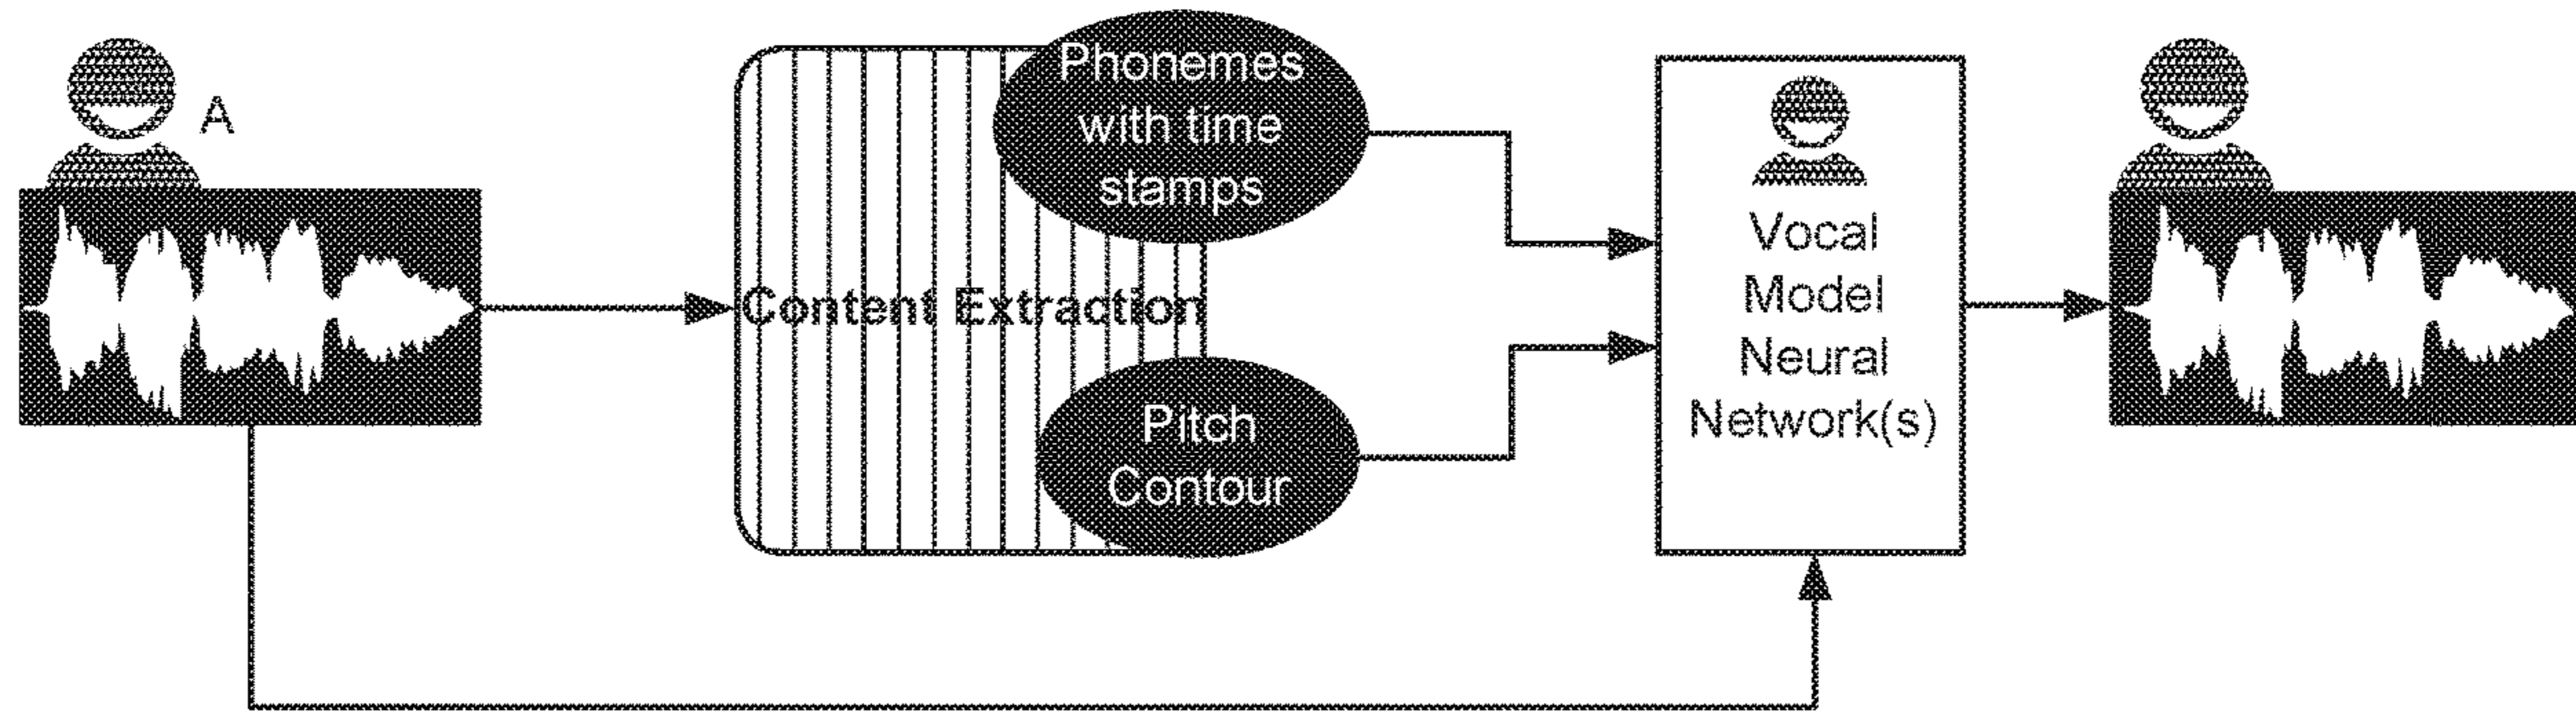 A
Phonemes
with time
stamps
Content Extraction
Pitch
Contour
Vocal
Model
Neural
Network(s)